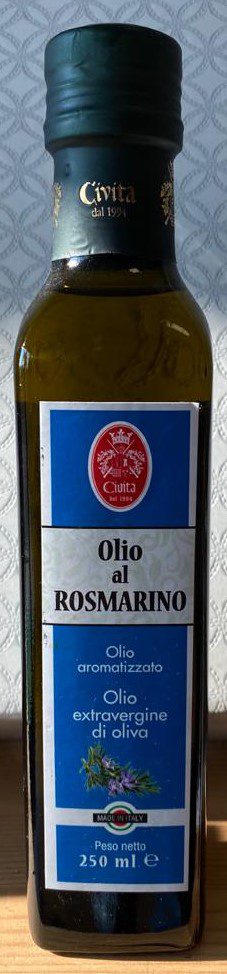 Civita
dal 1994
Civita
dal 1994
Olio
al
ROSMARINO
Olio
aromatizzato
Olio
extravergine
di oliva
MADE IN ITALY
Peso netto
250 ml ℮